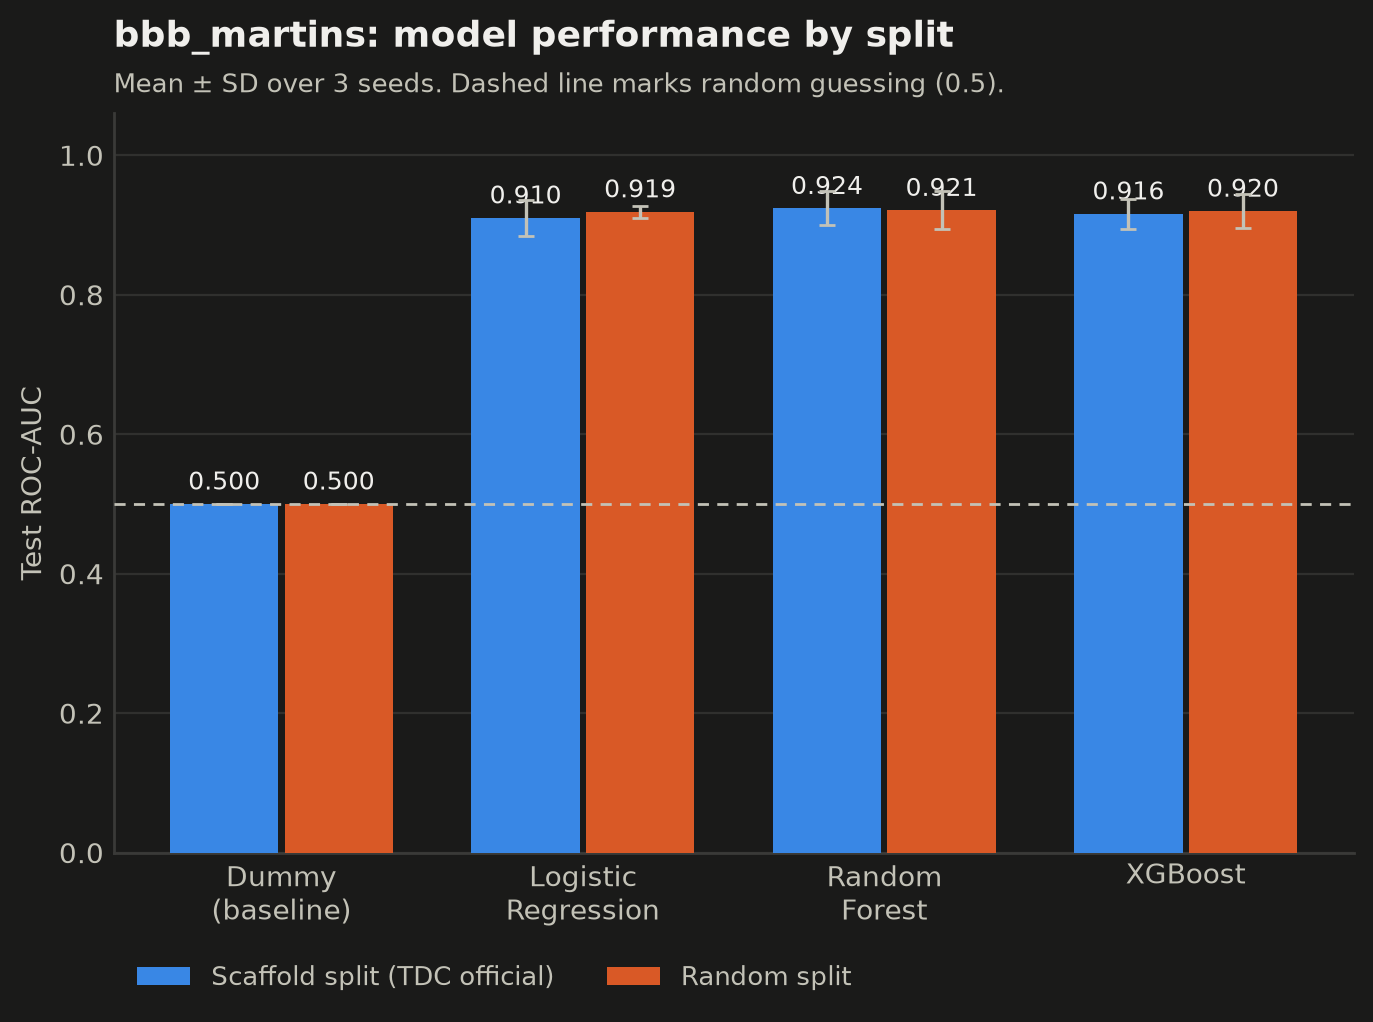 bbb_martins: model performance by split
Mean ± SD over 3 seeds. Dashed line marks random guessing (0.5).
Test ROC-AUC
1.0
0.8
0.6
0.4
0.2
0.0
0.500
0.500
0.910
0.919
0.924
0.921
0.916
0.920
Dummy
(baseline)
Logistic
Regression
Random
Forest
XGBoost
Scaffold split (TDC official)
Random split